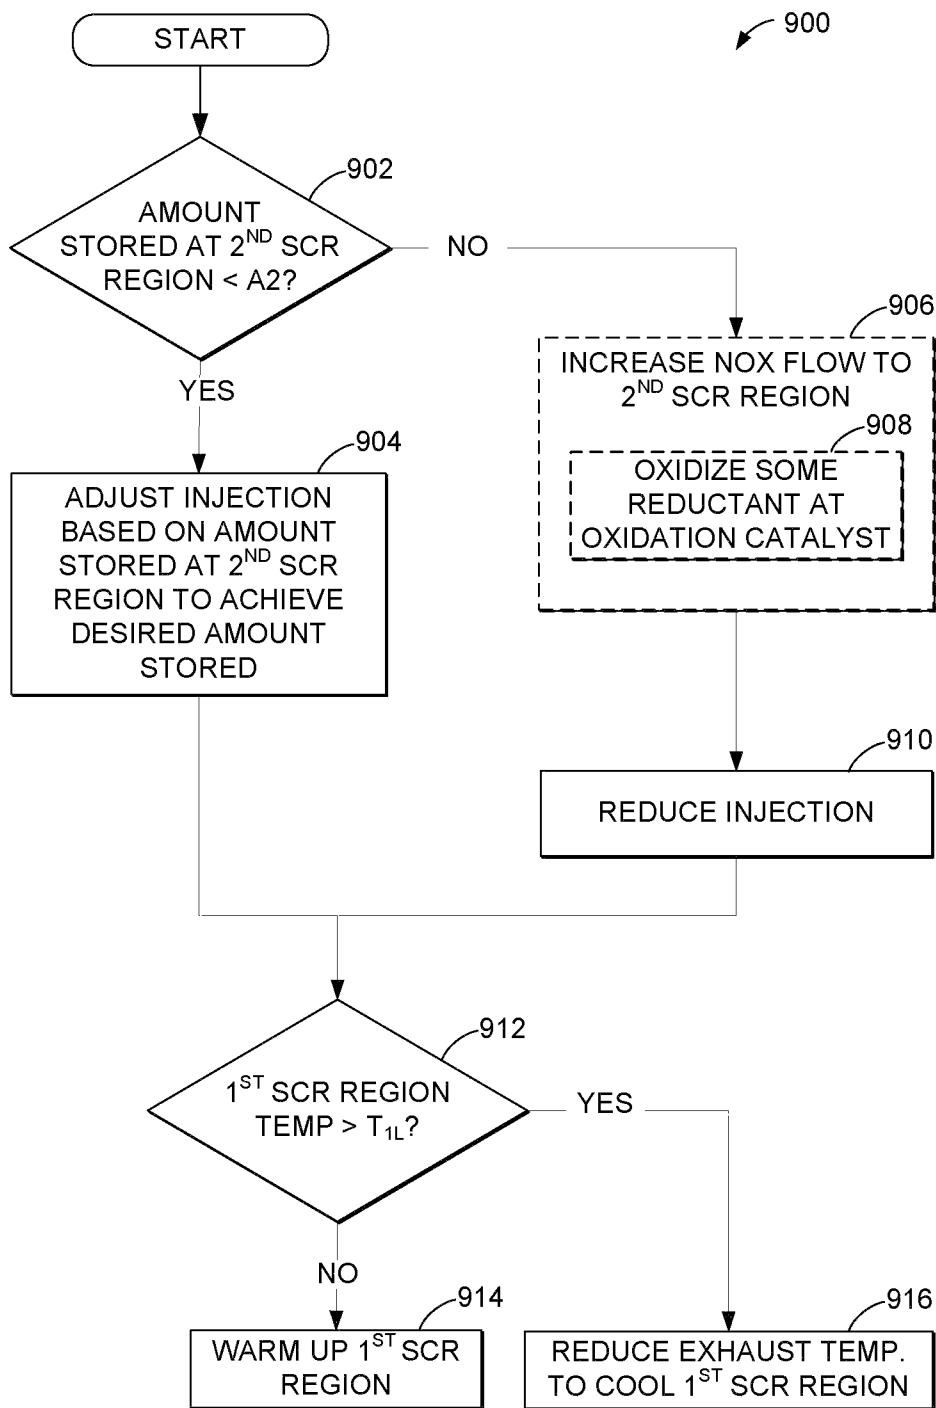 START
900
902
AMOUNT
STORED AT 2ND SCR
REGION < A2?
NO
YES
906
INCREASE NOX FLOW TO
2ND SCR REGION
908
OXIDIZE SOME
REDUCTANT AT
OXIDATION CATALYST
904
ADJUST INJECTION
BASED ON AMOUNT
STORED AT 2ND SCR
REGION TO ACHIEVE
DESIRED AMOUNT
STORED
910
REDUCE INJECTION
912
1ST SCR REGION
TEMP > T1L?
YES
NO
914
WARM UP 1ST SCR
REGION
916
REDUCE EXHAUST TEMP.
TO COOL 1ST SCR REGION